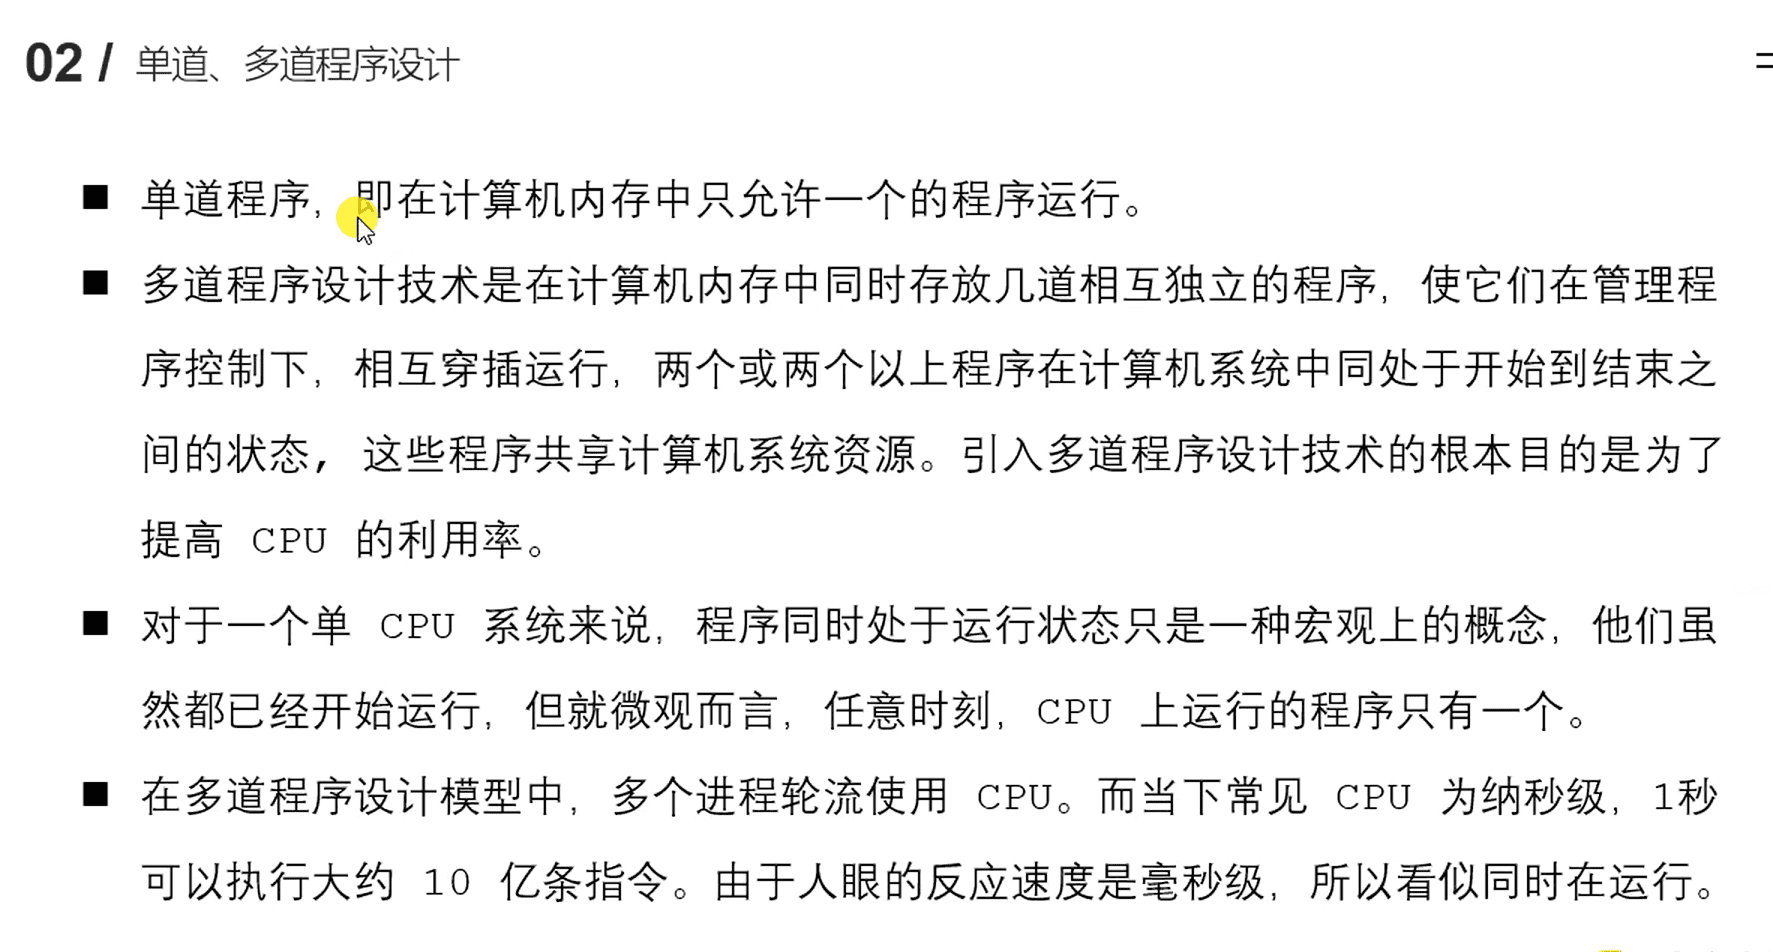 02 / 单道、多道程序设计
■ 单道程序，即在计算机内存中只允许一个的程序运行。
■ 多道程序设计技术是在计算机内存中同时存放几道相互独立的程序，使它们在管理程
序控制下，相互穿插运行，两个或两个以上程序在计算机系统中同处于开始到结束之
间的状态, 这些程序共享计算机系统资源。引入多道程序设计技术的根本目的是为了
提高 CPU 的利用率。
■ 对于一个单 CPU 系统来说，程序同时处于运行状态只是一种宏观上的概念，他们虽
然都已经开始运行，但就微观而言，任意时刻，CPU 上运行的程序只有一个。
■ 在多道程序设计模型中，多个进程轮流使用 CPU。而当下常见 CPU 为纳秒级，1秒
可以执行大约 10 亿条指令。由于人眼的反应速度是毫秒级，所以看似同时在运行。